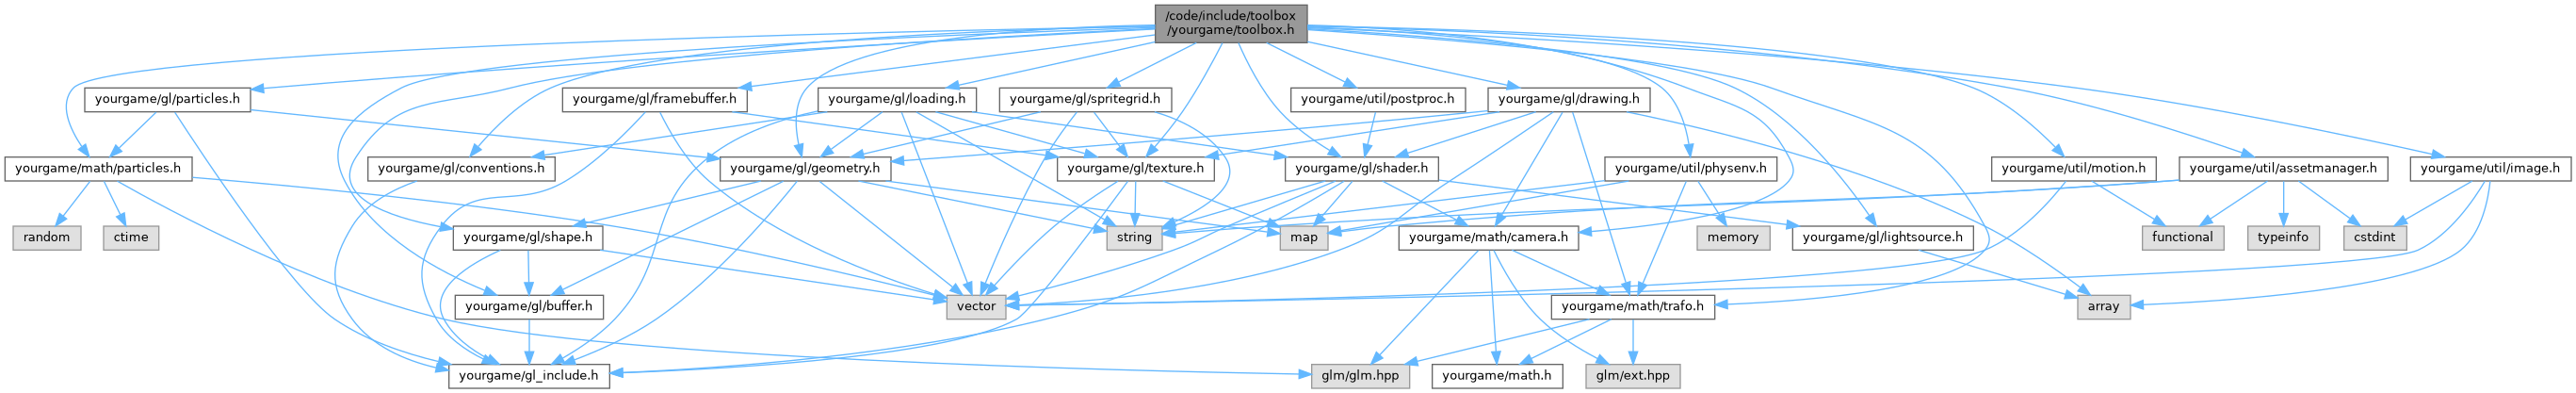 /code/include/toolbox
/yourgame/toolbox.h
yourgame/gl/particles.h
yourgame/gl/framebuffer.h
yourgame/gl/loading.h
yourgame/gl/spritegrid.h
yourgame/util/postproc.h
yourgame/gl/drawing.h
yourgame/math/particles.h
yourgame/gl/conventions.h
yourgame/gl/geometry.h
yourgame/gl/texture.h
yourgame/gl/shader.h
yourgame/util/physenv.h
yourgame/util/motion.h
yourgame/util/assetmanager.h
yourgame/util/image.h
random
ctime
yourgame/gl/shape.h
string
map
yourgame/math/camera.h
memory
yourgame/gl/lightsource.h
functional
typeinfo
cstdint
yourgame/gl/buffer.h
vector
yourgame/math/trafo.h
array
yourgame/gl_include.h
glm/glm.hpp
yourgame/math.h
glm/ext.hpp